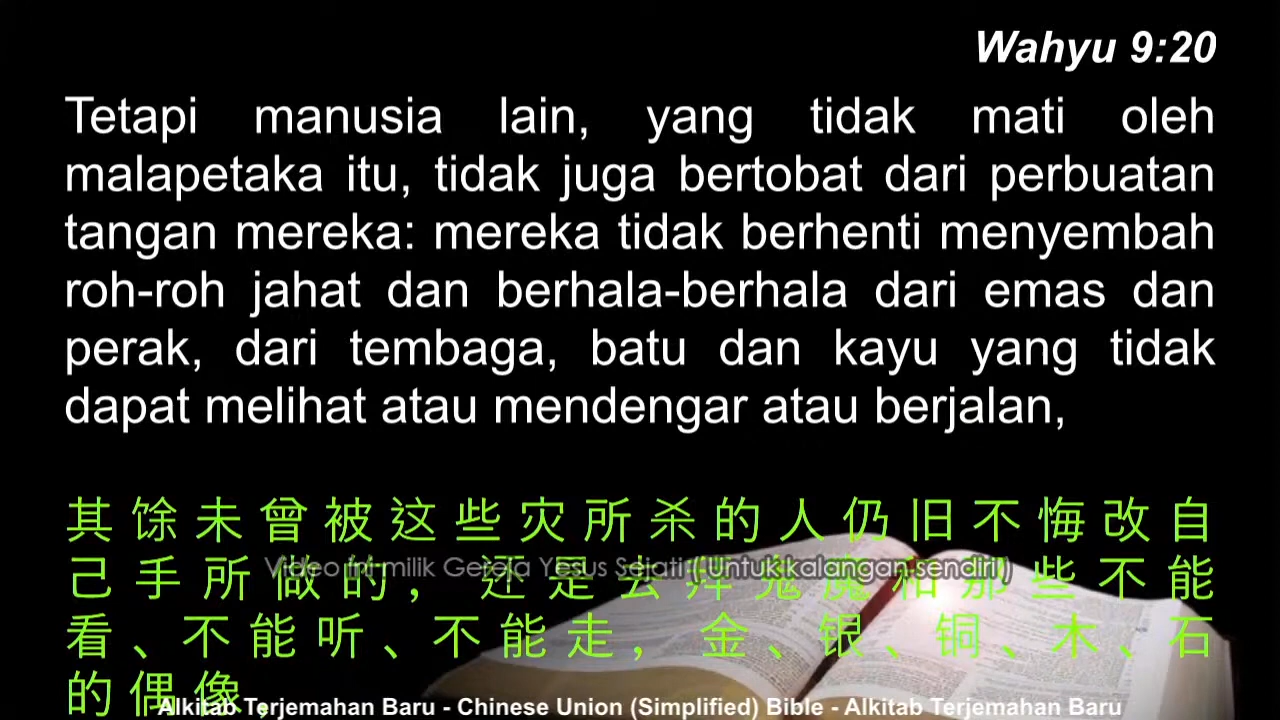 Wahyu 9:20
Tetapi manusia lain, yang tidak mati oleh
malapetaka itu, tidak juga bertobat dari perbuatan
tangan mereka: mereka tidak berhenti menyembah
roh-roh jahat dan berhala-berhala dari emas dan
perak, dari tembaga, batu dan kayu yang tidak
dapat melihat atau mendengar atau berjalan,
其馀未曾被这些灾所杀的人仍旧不悔改自
己手所做的，还是去拜鬼魔和那些不能
Video ini milik Gereja Yesus Sejati (Untuk kalangan sendiri)
看、不能听、不能走，金、银、铜、木、石
的偶像，
Alkitab Terjemahan Baru - Chinese Union (Simplified) Bible - Alkitab Terjemahan Baru